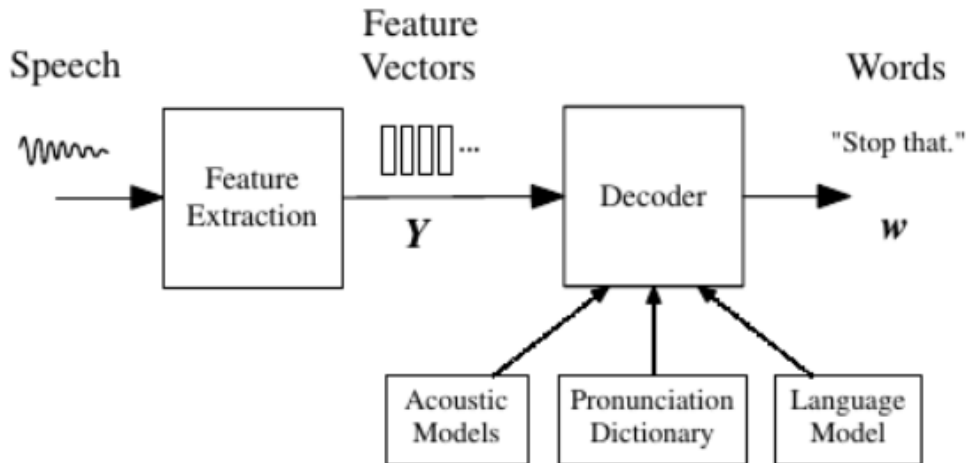 Speech
Feature
Vectors
Words
"Stop that."
Feature
Extraction
...
Y
Decoder
w
Acoustic
Models
Pronunciation
Dictionary
Language
Model